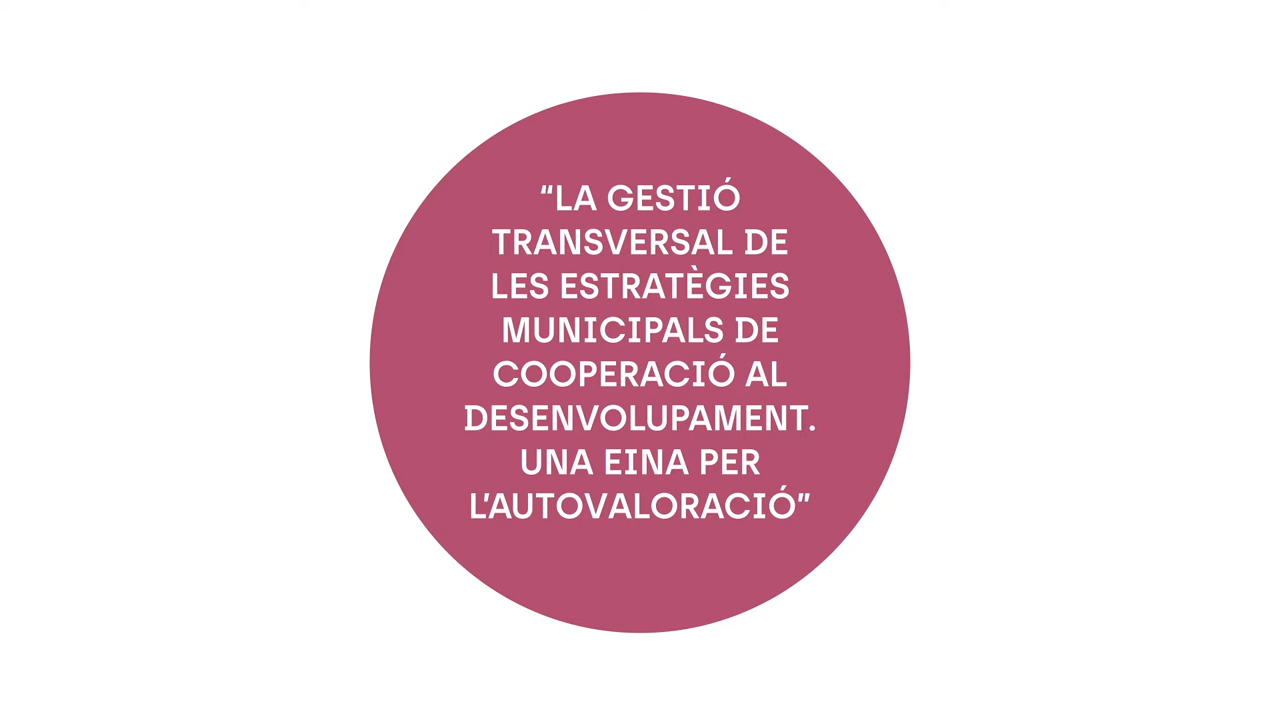 “LA GESTIÓ
TRANSVERSAL DE
LES ESTRATÈGIES
MUNICIPALS DE
COOPERACIÓ AL
DESENVOLUPAMENT.
UNA EINA PER
L’AUTOVALORACIÓ”